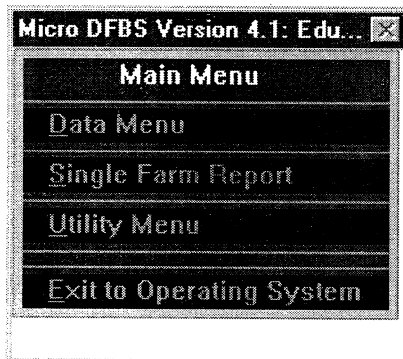 Micro DFBS Version 4.1: Edu...
Main Menu
Data Menu
Single Farm Report
Utility Menu
Exit to Operating System